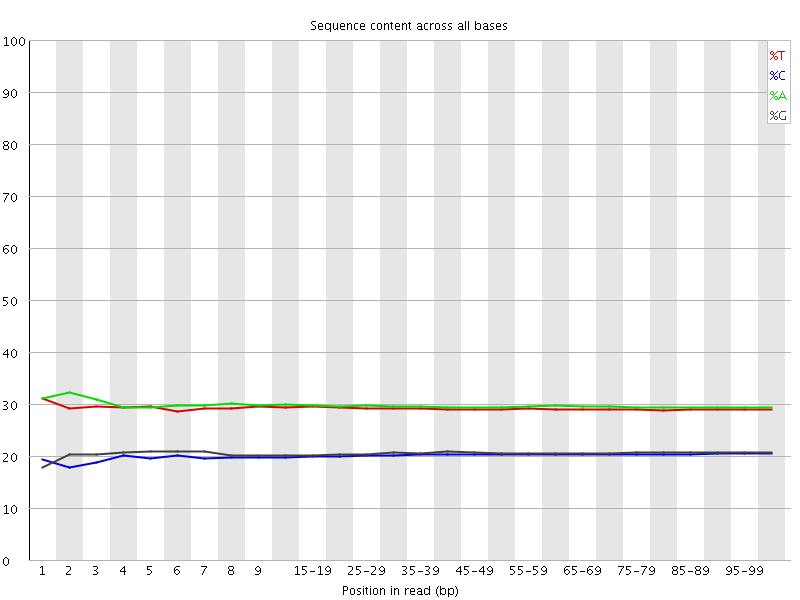 Sequence content across all bases
100
90
80
70
60
50
40
30
20
10
0
%T
%C
%A
%G
1 2 3 4 5 6 7 8 9 15-19 25-29 35-39 45-49 55-59 65-69 75-79 85-89 95-99
Position in read (bp)